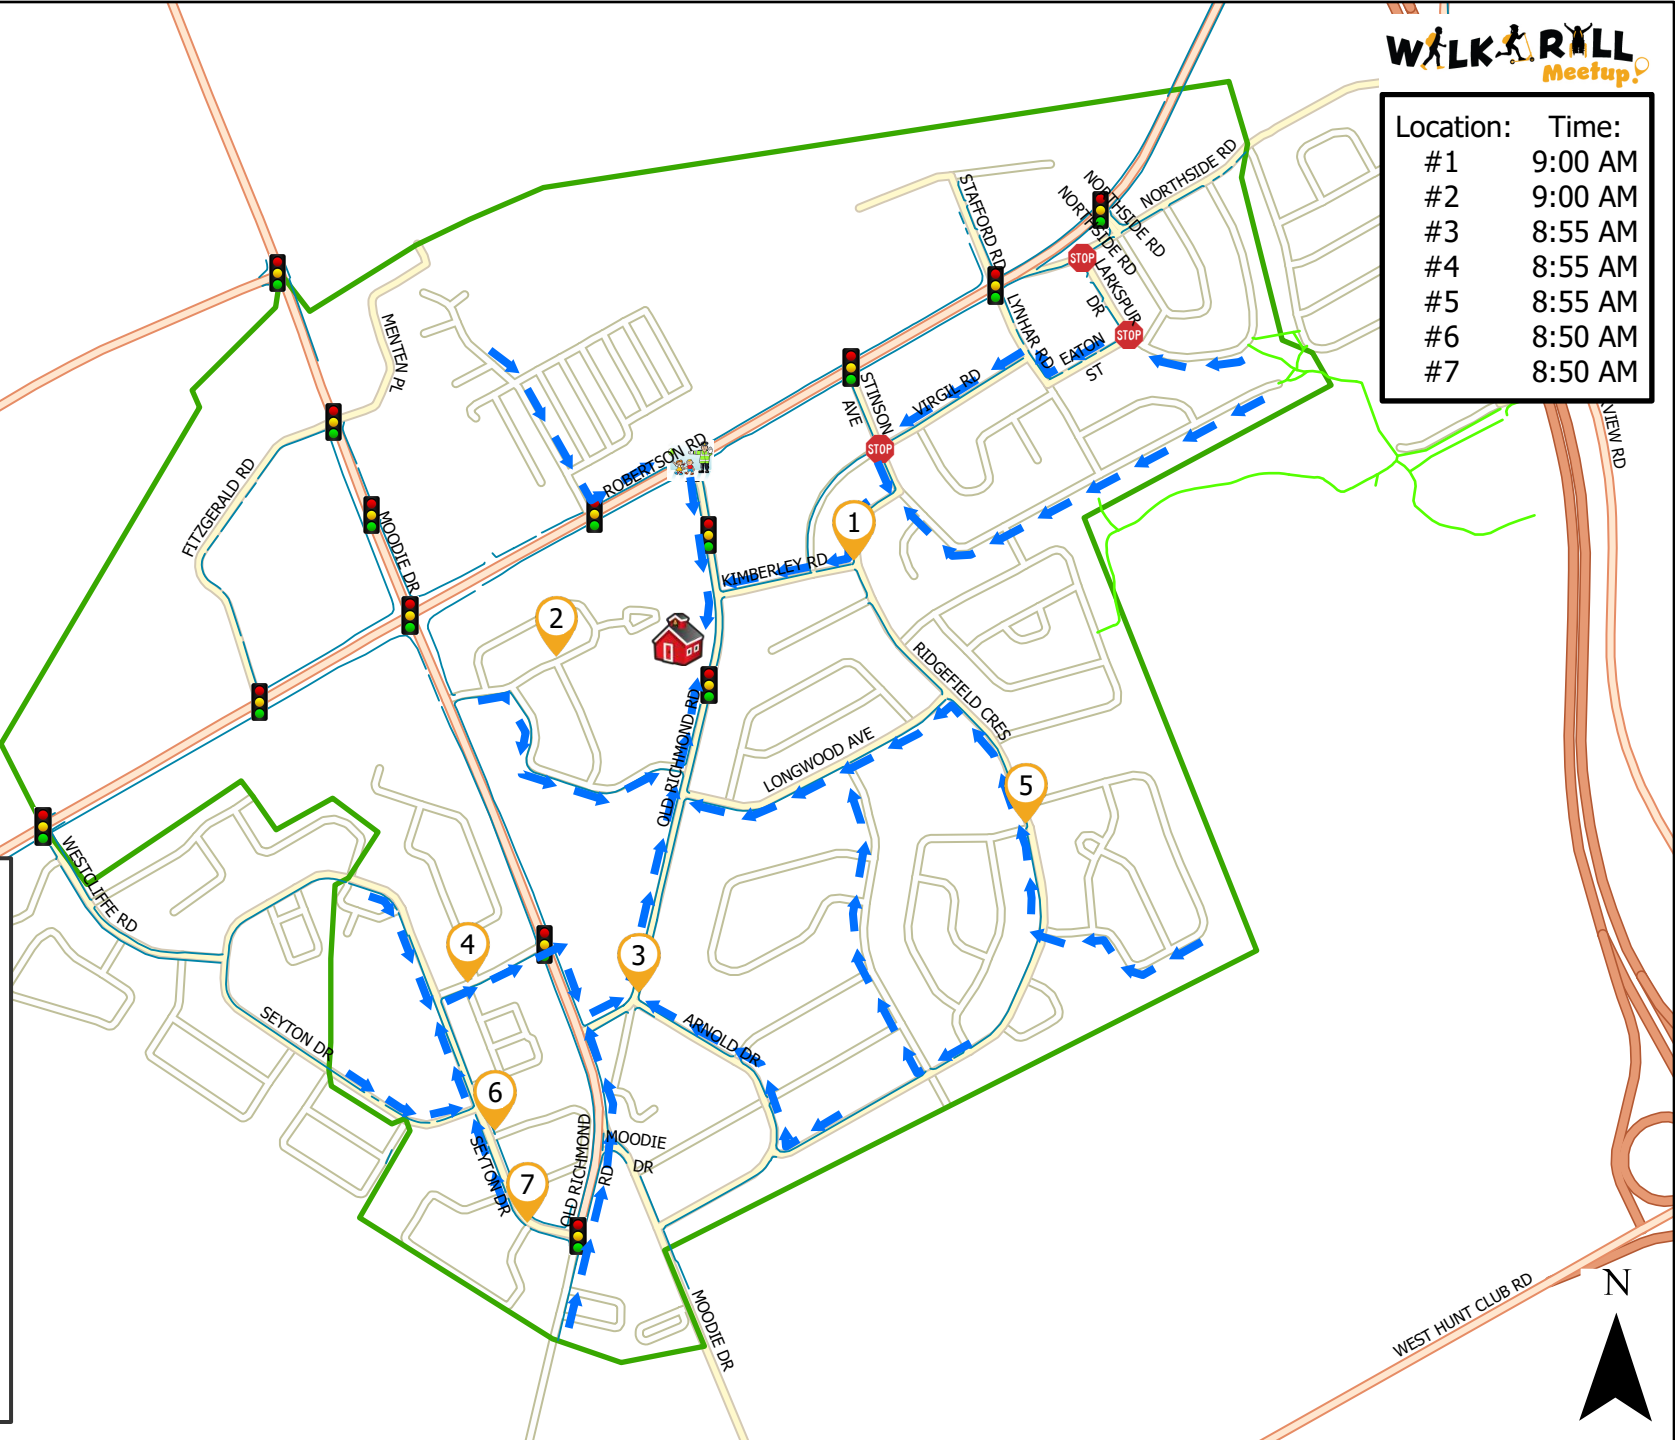 WALK & ROLL
Meetup!
Location: Time:
#1 9:00 AM
#2 9:00 AM
#3 8:55 AM
#4 8:55 AM
#5 8:55 AM
#6 8:50 AM
#7 8:50 AM
NORTHSIDE RD
NORTHSIDE RD
NORTHSIDE RD
STAFFORD RD
STOP
LARKSPUR
DR
LYNHAR RD
STOP
EATON
ST
MENTEN PL
STINSON
AVE
VIRGIL RD
STOP
ROBERTSON RD
FITZGERALD RD
MOODIE DR
RVIEW RD
1
KIMBERLEY RD
2
RIDGEFIELD CRES
OLD RICHMOND RD
LONGWOOD AVE
5
WESTCLIFFE RD
4
3
SEYTON DR
ARNOLD DR
6
SEYTON DR
7
OLD RICHMOND
RD
MOODIE
DR
MOODIE DR
WEST HUNT CLUB RD
N